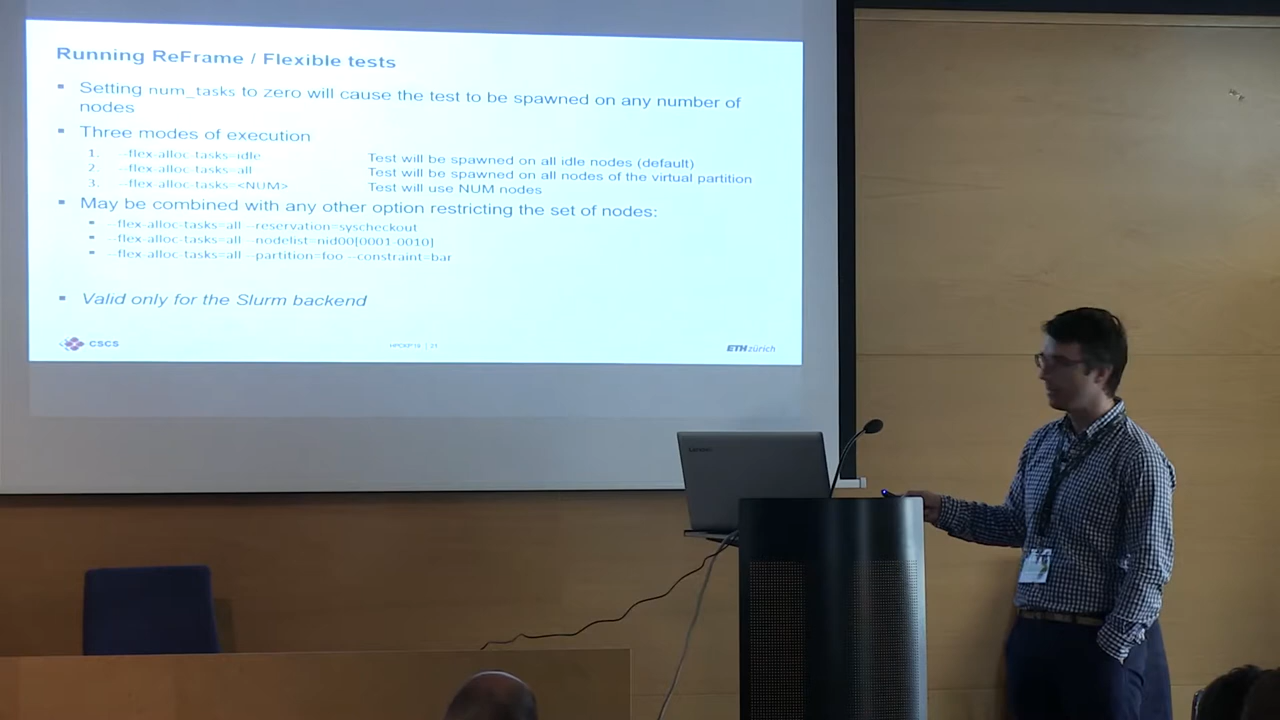 Running ReFrame / Flexible tests
▪ Setting num_tasks to zero will cause the test to be spawned on any number of
nodes
▪ Three modes of execution
1. --flex-alloc-tasks=idle Test will be spawned on all idle nodes (default)
2. --flex-alloc-tasks=all Test will be spawned on all nodes of the virtual partition
3. --flex-alloc-tasks=<NUM> Test will use NUM nodes
▪ May be combined with any other option restricting the set of nodes:
▪ --flex-alloc-tasks=all --reservation=syscheckout
▪ --flex-alloc-tasks=all --nodelist=nid00[0001-0010]
▪ --flex-alloc-tasks=all --partition=foo --constraint=bar
▪ Valid only for the Slurm backend
CSCS | 21 ETH zürich
Lenovo